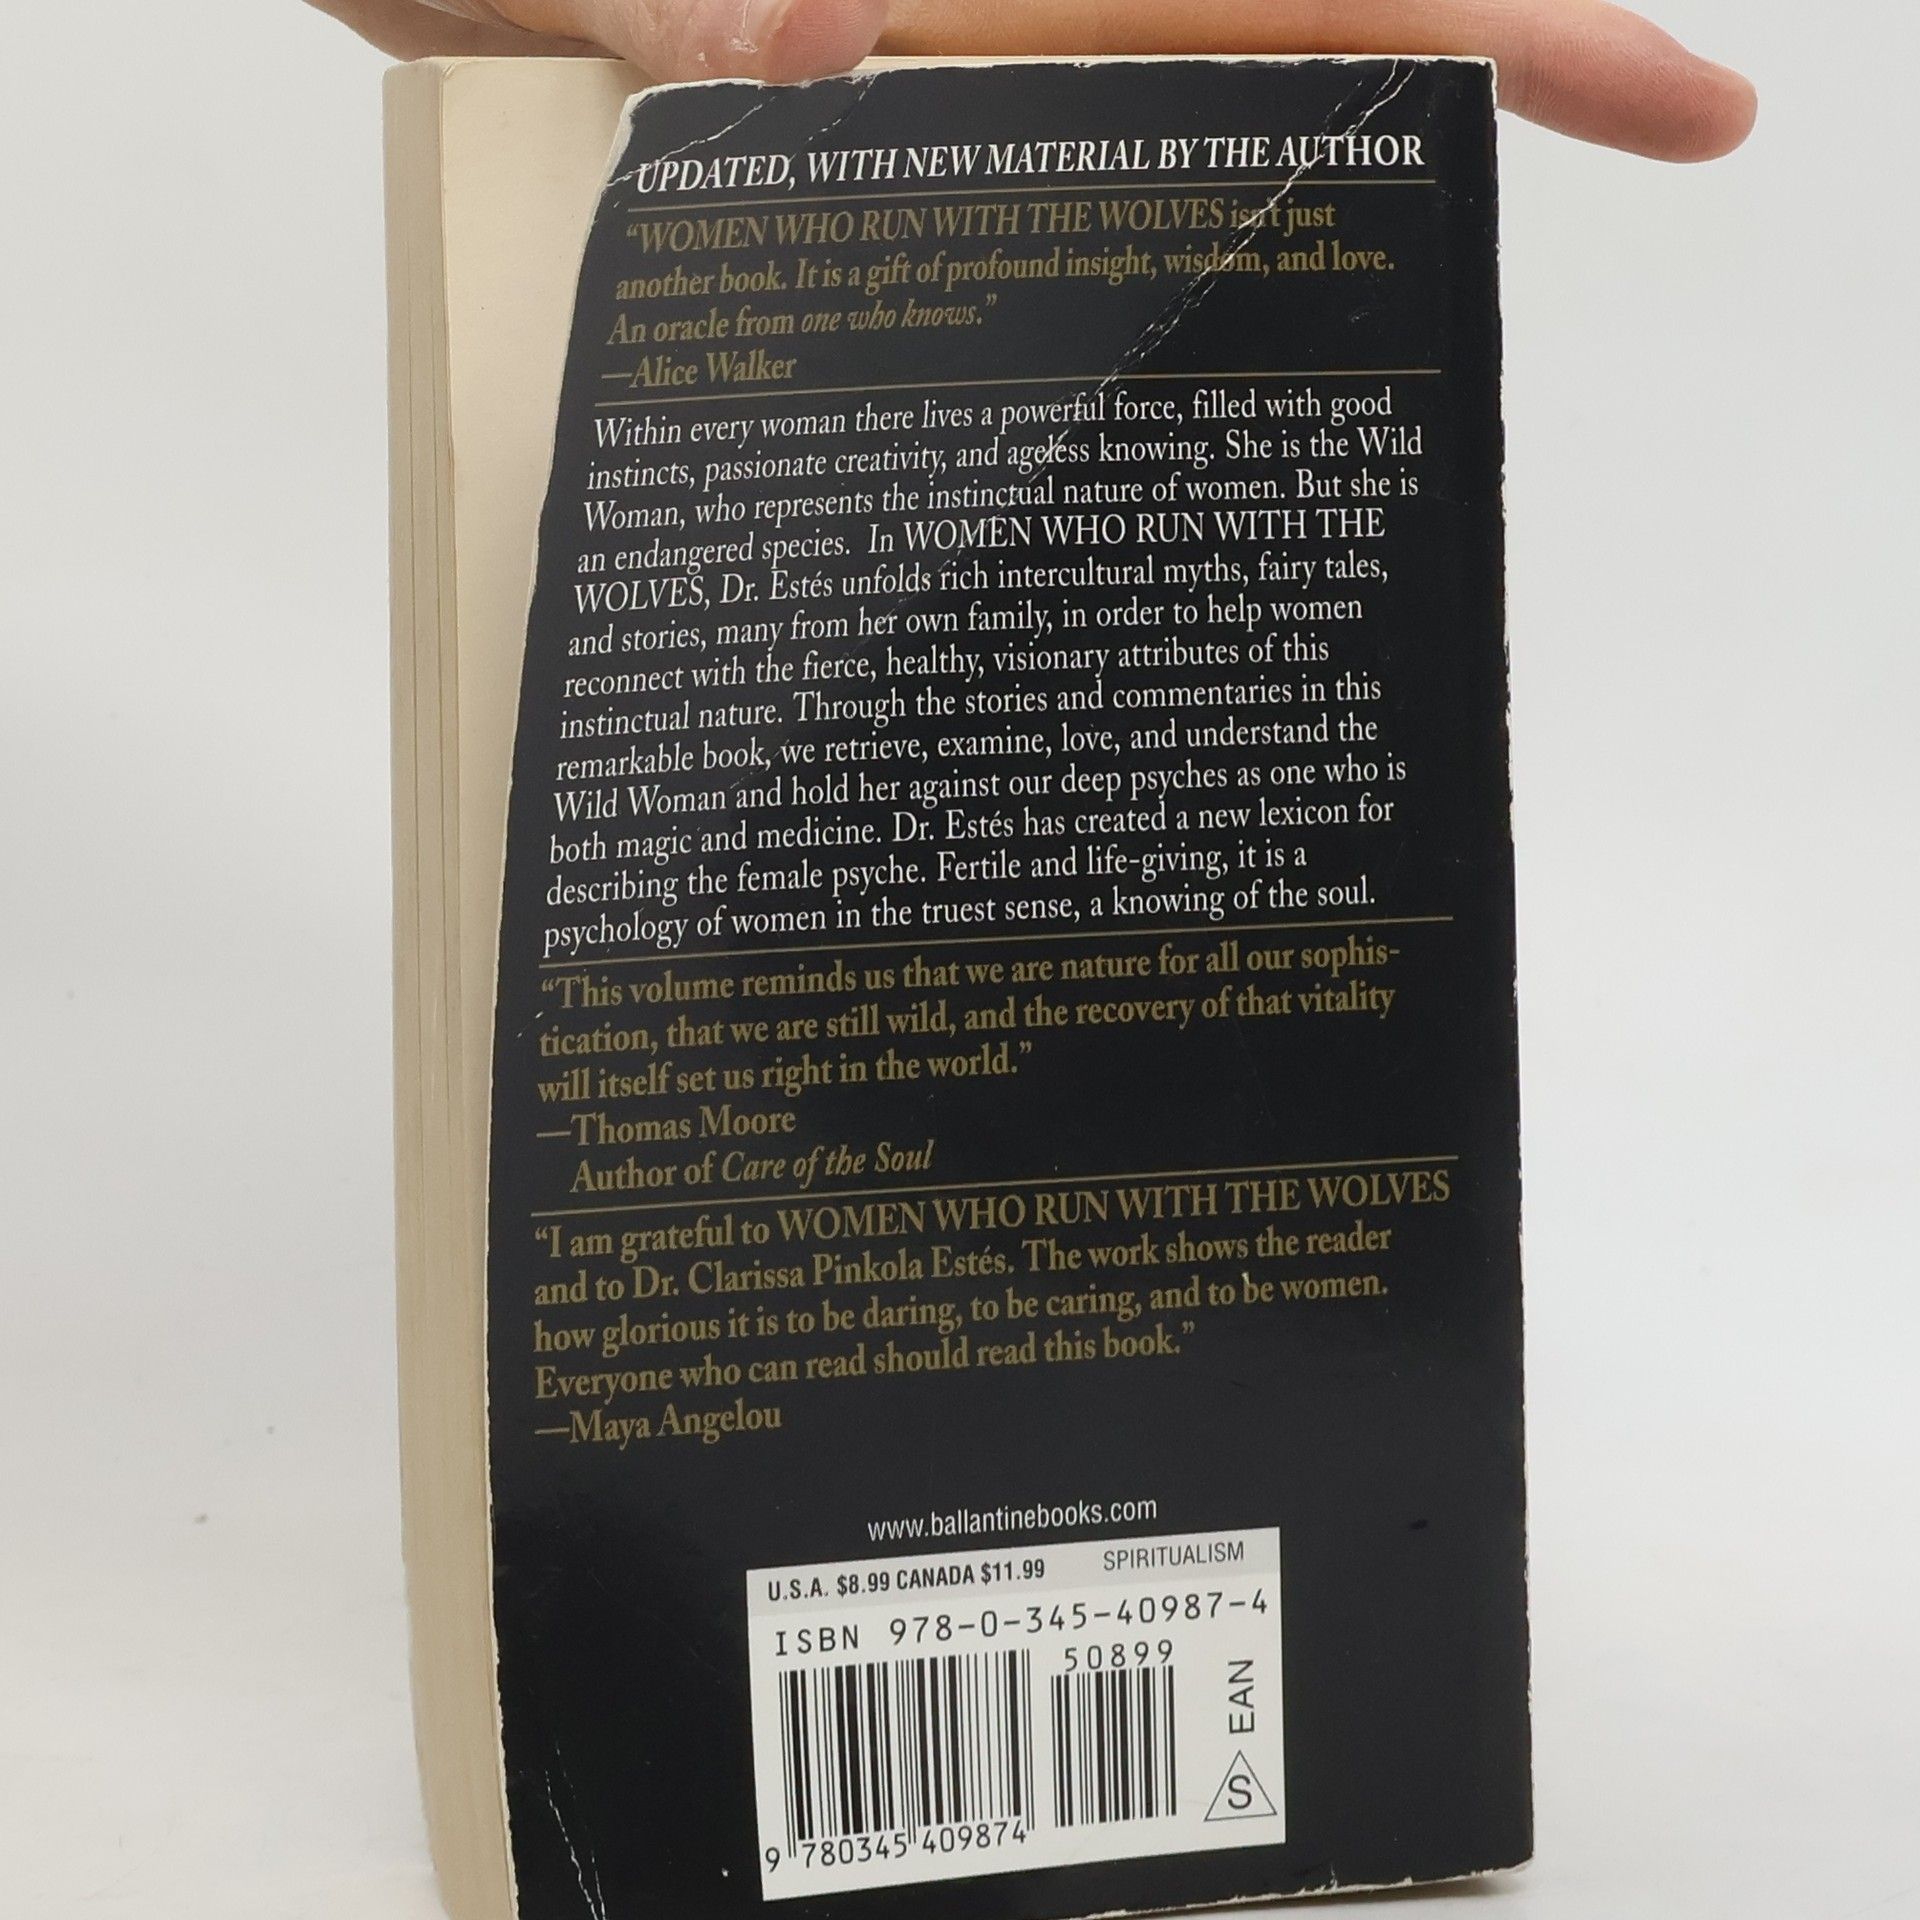 UPDATED, WITH NEW MATERIAL BY THE AUTHOR
“WOMEN WHO RUN WITH THE WOLVES isn't just
another book. It is a gift of profound insight, wisdom, and love.
An oracle from one who knows.”
—Alice Walker
Within every woman there lives a powerful force, filled with good
instincts, passionate creativity, and ageless knowing. She is the Wild
Woman, who represents the instinctual nature of women. But she is
an endangered species. In WOMEN WHO RUN WITH THE
WOLVES, Dr. Estés unfolds rich intercultural myths, fairy tales,
and stories, many from her own family, in order to help women
reconnect with the fierce, healthy, visionary attributes of this
instinctual nature. Through the stories and commentaries in this
remarkable book, we retrieve, examine, love, and understand the
Wild Woman and hold her against our deep psyches as one who is
both magic and medicine. Dr. Estés has created a new lexicon for
describing the female psyche. Fertile and life-giving, it is a
psychology of women in the truest sense, a knowing of the soul.
“This volume reminds us that we are nature for all our sophis-
tication, that we are still wild, and the recovery of that vitality
will itself set us right in the world.”
—Thomas Moore
Author of Care of the Soul
“I am grateful to WOMEN WHO RUN WITH THE WOLVES
and to Dr. Clarissa Pinkola Estés. The work shows the reader
how glorious it is to be daring, to be caring, and to be women.
Everyone who can read should read this book.”
—Maya Angelou
www.ballantinebooks.com
U.S.A. $8.99 CANADA $11.99 SPIRITUALISM
ISBN 978-0-345-40987-4
50899
EAN
S
9 780345 409874